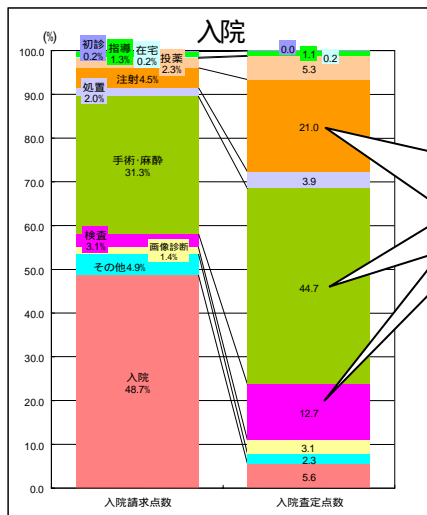 入院
(%)
100.0
90.0
80.0
70.0
60.0
50.0
40.0
30.0
20.0
10.0
0.0
初診
0.2%
指導
1.3%
在宅
0.2%
投薬
2.3%
注射4.5%
処置
2.0%
手術・麻酔
31.3%
検査
3.1%
画像診断
1.4%
その他4.9%
入院
48.7%
0.0
1.1
0.2
5.3
21.0
3.9
44.7
12.7
3.1
2.3
5.6
入院請求点数
入院査定点数